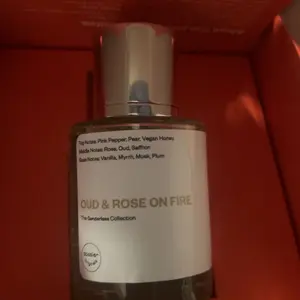 Top Notes: Pink Pepper, Pear, Vegan Honey
Middle Notes: Rose, Oud, Saffron
Base Notes: Vanilla, Myrrh, Musk, Plum
OUD & ROSE ON FIRE
The Genderless Collection